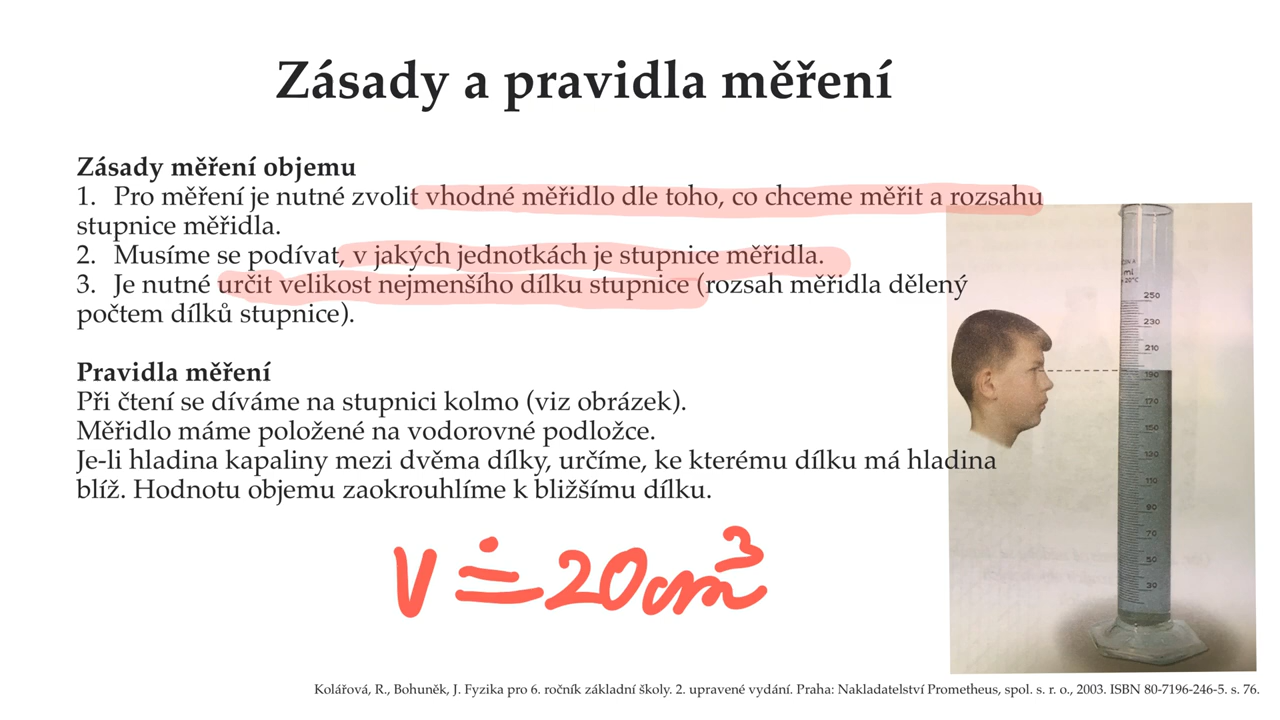 Zásady a pravidla měření
Zásady měření objemu
1. Pro měření je nutné zvolit vhodné měřidlo dle toho, co chceme měřit a rozsahu
stupnice měřidla.
2. Musíme se podívat, v jakých jednotkách je stupnice měřidla.
3. Je nutné určit velikost nejmenšího dílku stupnice (rozsah měřidla dělený
počtem dílků stupnice).
Pravidla měření
Při čtení se díváme na stupnici kolmo (viz obrázek).
Měřidlo máme položené na vodorovné podložce.
Je-li hladina kapaliny mezi dvěma dílky, určíme, ke kterému dílku má hladina
blíž. Hodnotu objemu zaokrouhlíme k bližšímu dílku.
V ≐ 20 cm³
ml
20°C
250
230
210
190
170
150
130
110
90
70
50
30
Kolářová, R., Bohuněk, J. Fyzika pro 6. ročník základní školy. 2. upravené vydání. Praha: Nakladatelství Prometheus, spol. s. r. o., 2003. ISBN 80-7196-246-5. s. 76.